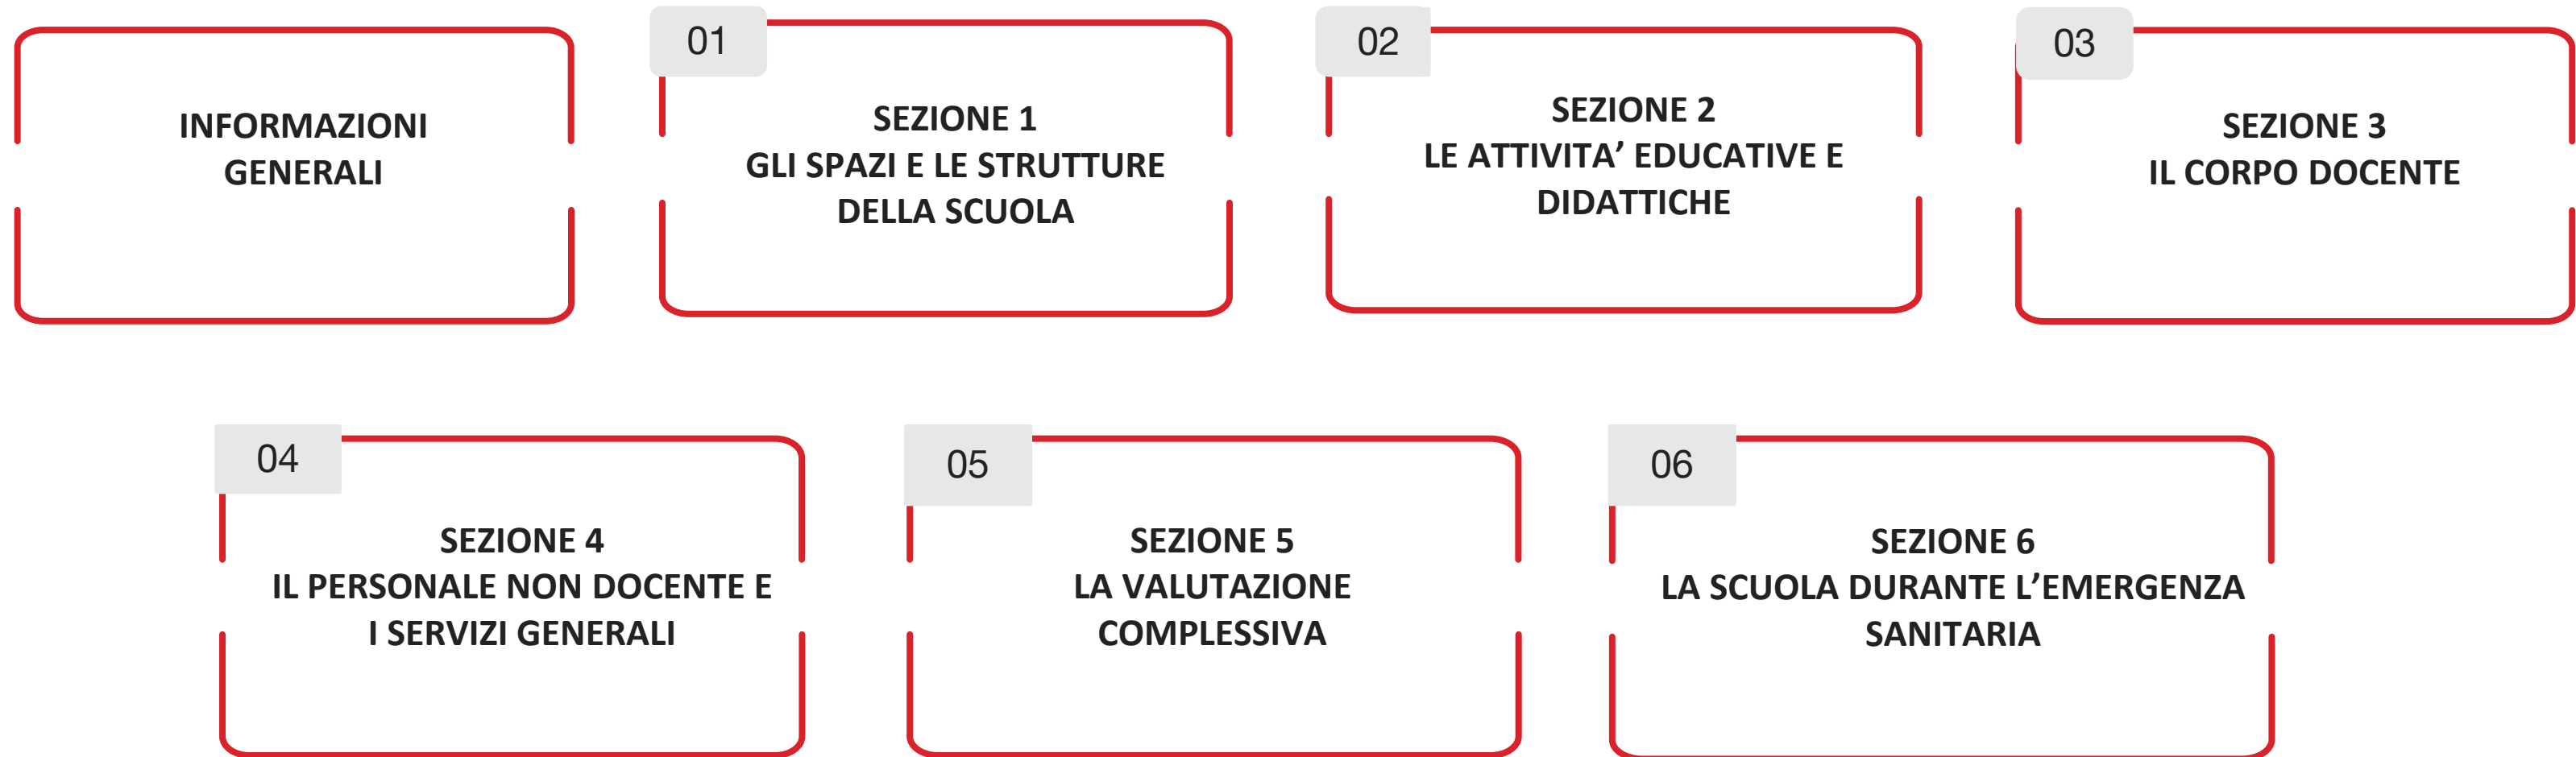 INFORMAZIONI
GENERALI
01
SEZIONE 1
GLI SPAZI E LE STRUTTURE
DELLA SCUOLA
02
SEZIONE 2
LE ATTIVITA’ EDUCATIVE E
DIDATTICHE
03
SEZIONE 3
IL CORPO DOCENTE
04
SEZIONE 4
IL PERSONALE NON DOCENTE E
I SERVIZI GENERALI
05
SEZIONE 5
LA VALUTAZIONE
COMPLESSIVA
06
SEZIONE 6
LA SCUOLA DURANTE L’EMERGENZA
SANITARIA